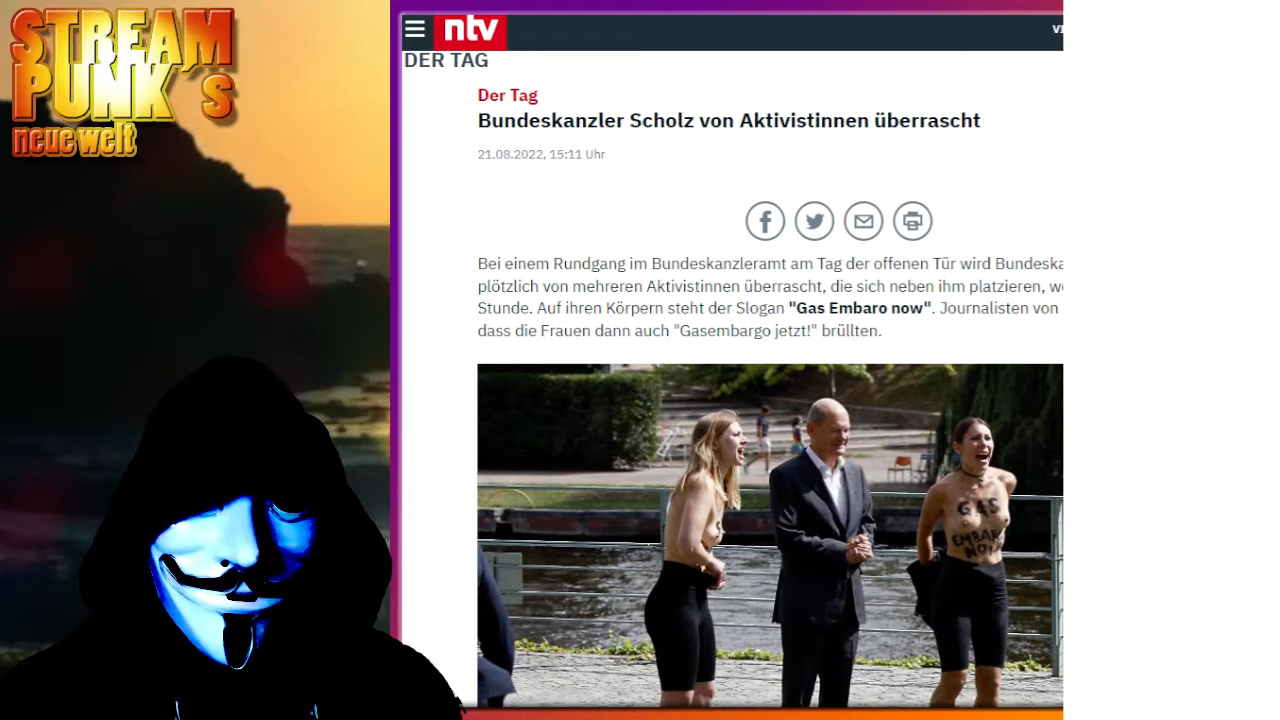 STREAM
PUNK´s
neue welt
ntv
DER TAG
Der Tag
Bundeskanzler Scholz von Aktivistinnen überrascht
21.08.2022, 15:11 Uhr
Bei einem Rundgang im Bundeskanzleramt am Tag der offenen Tür wird Bundeska
plötzlich von mehreren Aktivistinnen überrascht, die sich neben ihm platzieren, w
Stunde. Auf ihren Körpern steht der Slogan "Gas Embaro now". Journalisten von
dass die Frauen dann auch "Gasembargo jetzt!" brüllten.
GAS
EMBAR
NOW